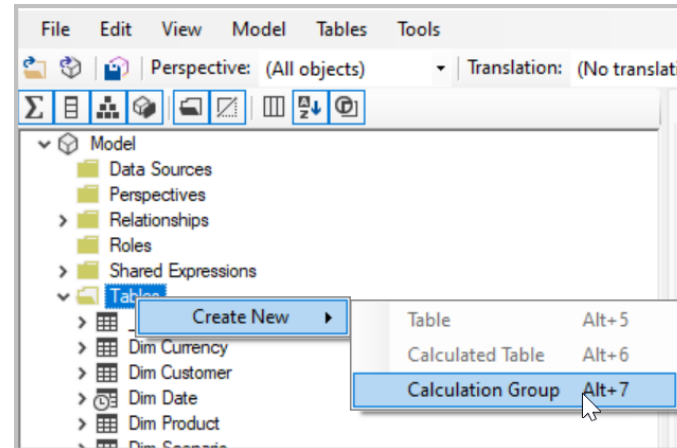 File Edit View Model Tables Tools
Perspective: (All objects) Translation: (No translati
Model
Data Sources
Perspectives
Relationships
Roles
Shared Expressions
Tables
Create New
Table Alt+5
Dim Currency
Calculated Table Alt+6
Dim Customer
Calculation Group Alt+7
Dim Date
Dim Product
Dim Scenario